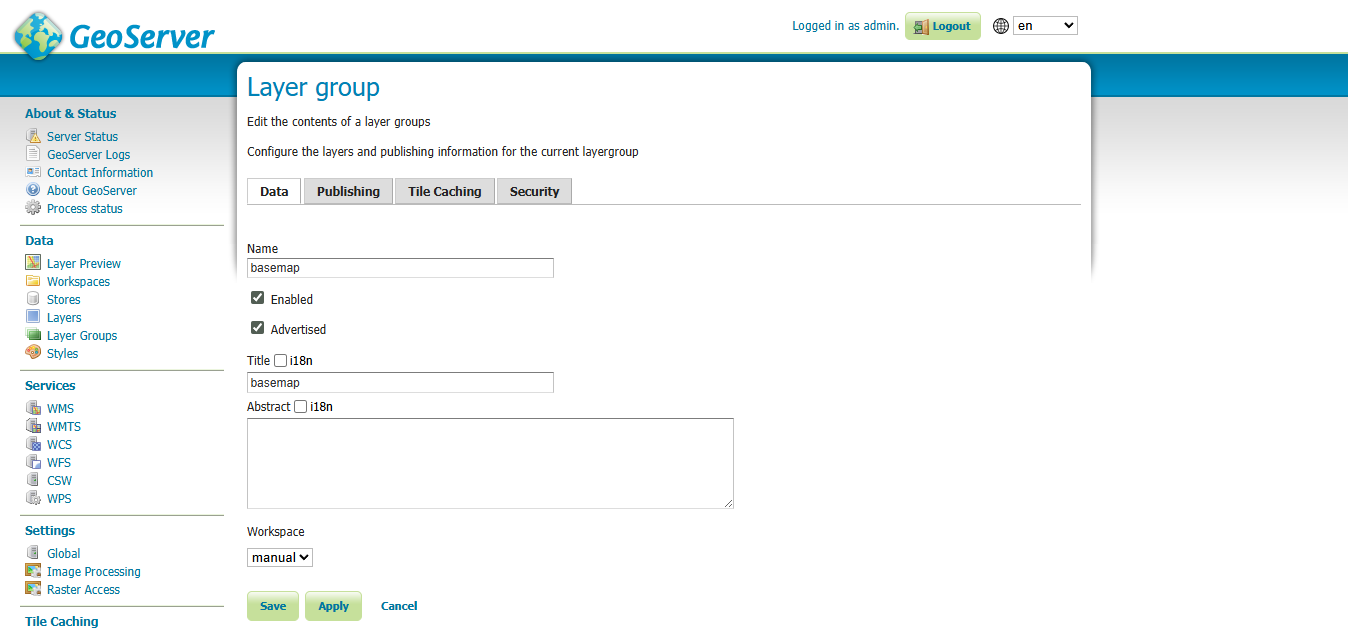 GeoServer
Logged in as admin. Logout en
About & Status
Server Status
GeoServer Logs
Contact Information
About GeoServer
Process status
Data
Layer Preview
Workspaces
Stores
Layers
Layer Groups
Styles
Services
WMS
WMTS
WCS
WFS
CSW
WPS
Settings
Global
Image Processing
Raster Access
Tile Caching
Layer group
Edit the contents of a layer groups
Configure the layers and publishing information for the current layergroup
Data Publishing Tile Caching Security
Name
basemap
Enabled
Advertised
Title i18n
basemap
Abstract i18n
Workspace
manual
Save Apply Cancel